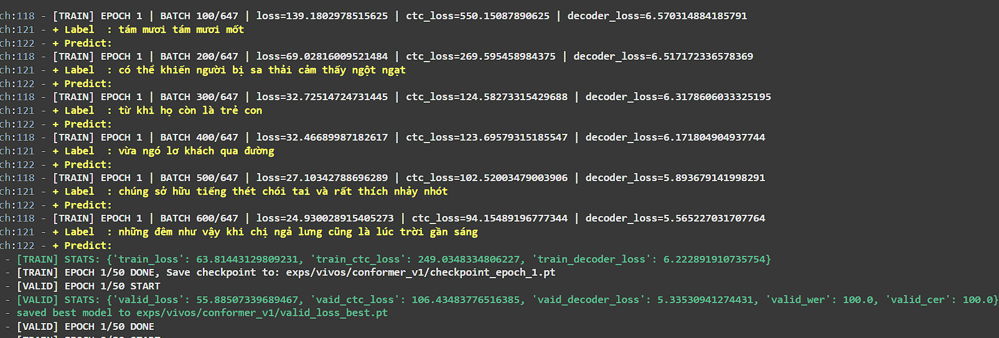 ch:118 - [TRAIN] EPOCH 1 | BATCH 100/647 | loss=139.1802978515625 | ctc_loss=550.15087890625 | decoder_loss=6.570314884185791
ch:121 - + Label  : tám mươi tám mươi mốt
ch:122 - + Predict:
ch:118 - [TRAIN] EPOCH 1 | BATCH 200/647 | loss=69.02816009521484 | ctc_loss=269.595458984375 | decoder_loss=6.517172336578369
ch:121 - + Label  : có thể khiến người bị sa thải cảm thấy ngột ngạt
ch:122 - + Predict:
ch:118 - [TRAIN] EPOCH 1 | BATCH 300/647 | loss=32.72514724731445 | ctc_loss=124.58273315429688 | decoder_loss=6.3178606033325195
ch:121 - + Label  : từ khi họ còn là trẻ con
ch:122 - + Predict:
ch:118 - [TRAIN] EPOCH 1 | BATCH 400/647 | loss=32.46689987182617 | ctc_loss=123.69579315185547 | decoder_loss=6.171804904937744
ch:121 - + Label  : vừa ngó lơ khách qua đường
ch:122 - + Predict:
ch:118 - [TRAIN] EPOCH 1 | BATCH 500/647 | loss=27.10342788696289 | ctc_loss=102.52003479003906 | decoder_loss=5.893679141998291
ch:121 - + Label  : chúng sở hữu tiếng thét chói tai và rất thích nhảy nhót
ch:122 - + Predict:
ch:118 - [TRAIN] EPOCH 1 | BATCH 600/647 | loss=24.930028915405273 | ctc_loss=94.15489196777344 | decoder_loss=5.565227031707764
ch:121 - + Label  : những đêm như vậy khi chị ngả lưng cũng là lúc trời gần sáng
ch:122 - + Predict:
- [TRAIN] STATS: {'train_loss': 63.81443129809231, 'train_ctc_loss': 249.0348334806227, 'train_decoder_loss': 6.222891910735754}
- [TRAIN] EPOCH 1/50 DONE, Save checkpoint to: exps/vivos/conformer_v1/checkpoint_epoch_1.pt
- [VALID] EPOCH 1/50 START
- [VALID] STATS: {'valid_loss': 55.88507339689467, 'vaid_ctc_loss': 106.43483776516385, 'vaid_decoder_loss': 5.33530941274431, 'valid_wer': 100.0, 'valid_cer': 100.0}
- saved best model to exps/vivos/conformer_v1/valid_loss_best.pt
- [VALID] EPOCH 1/50 DONE